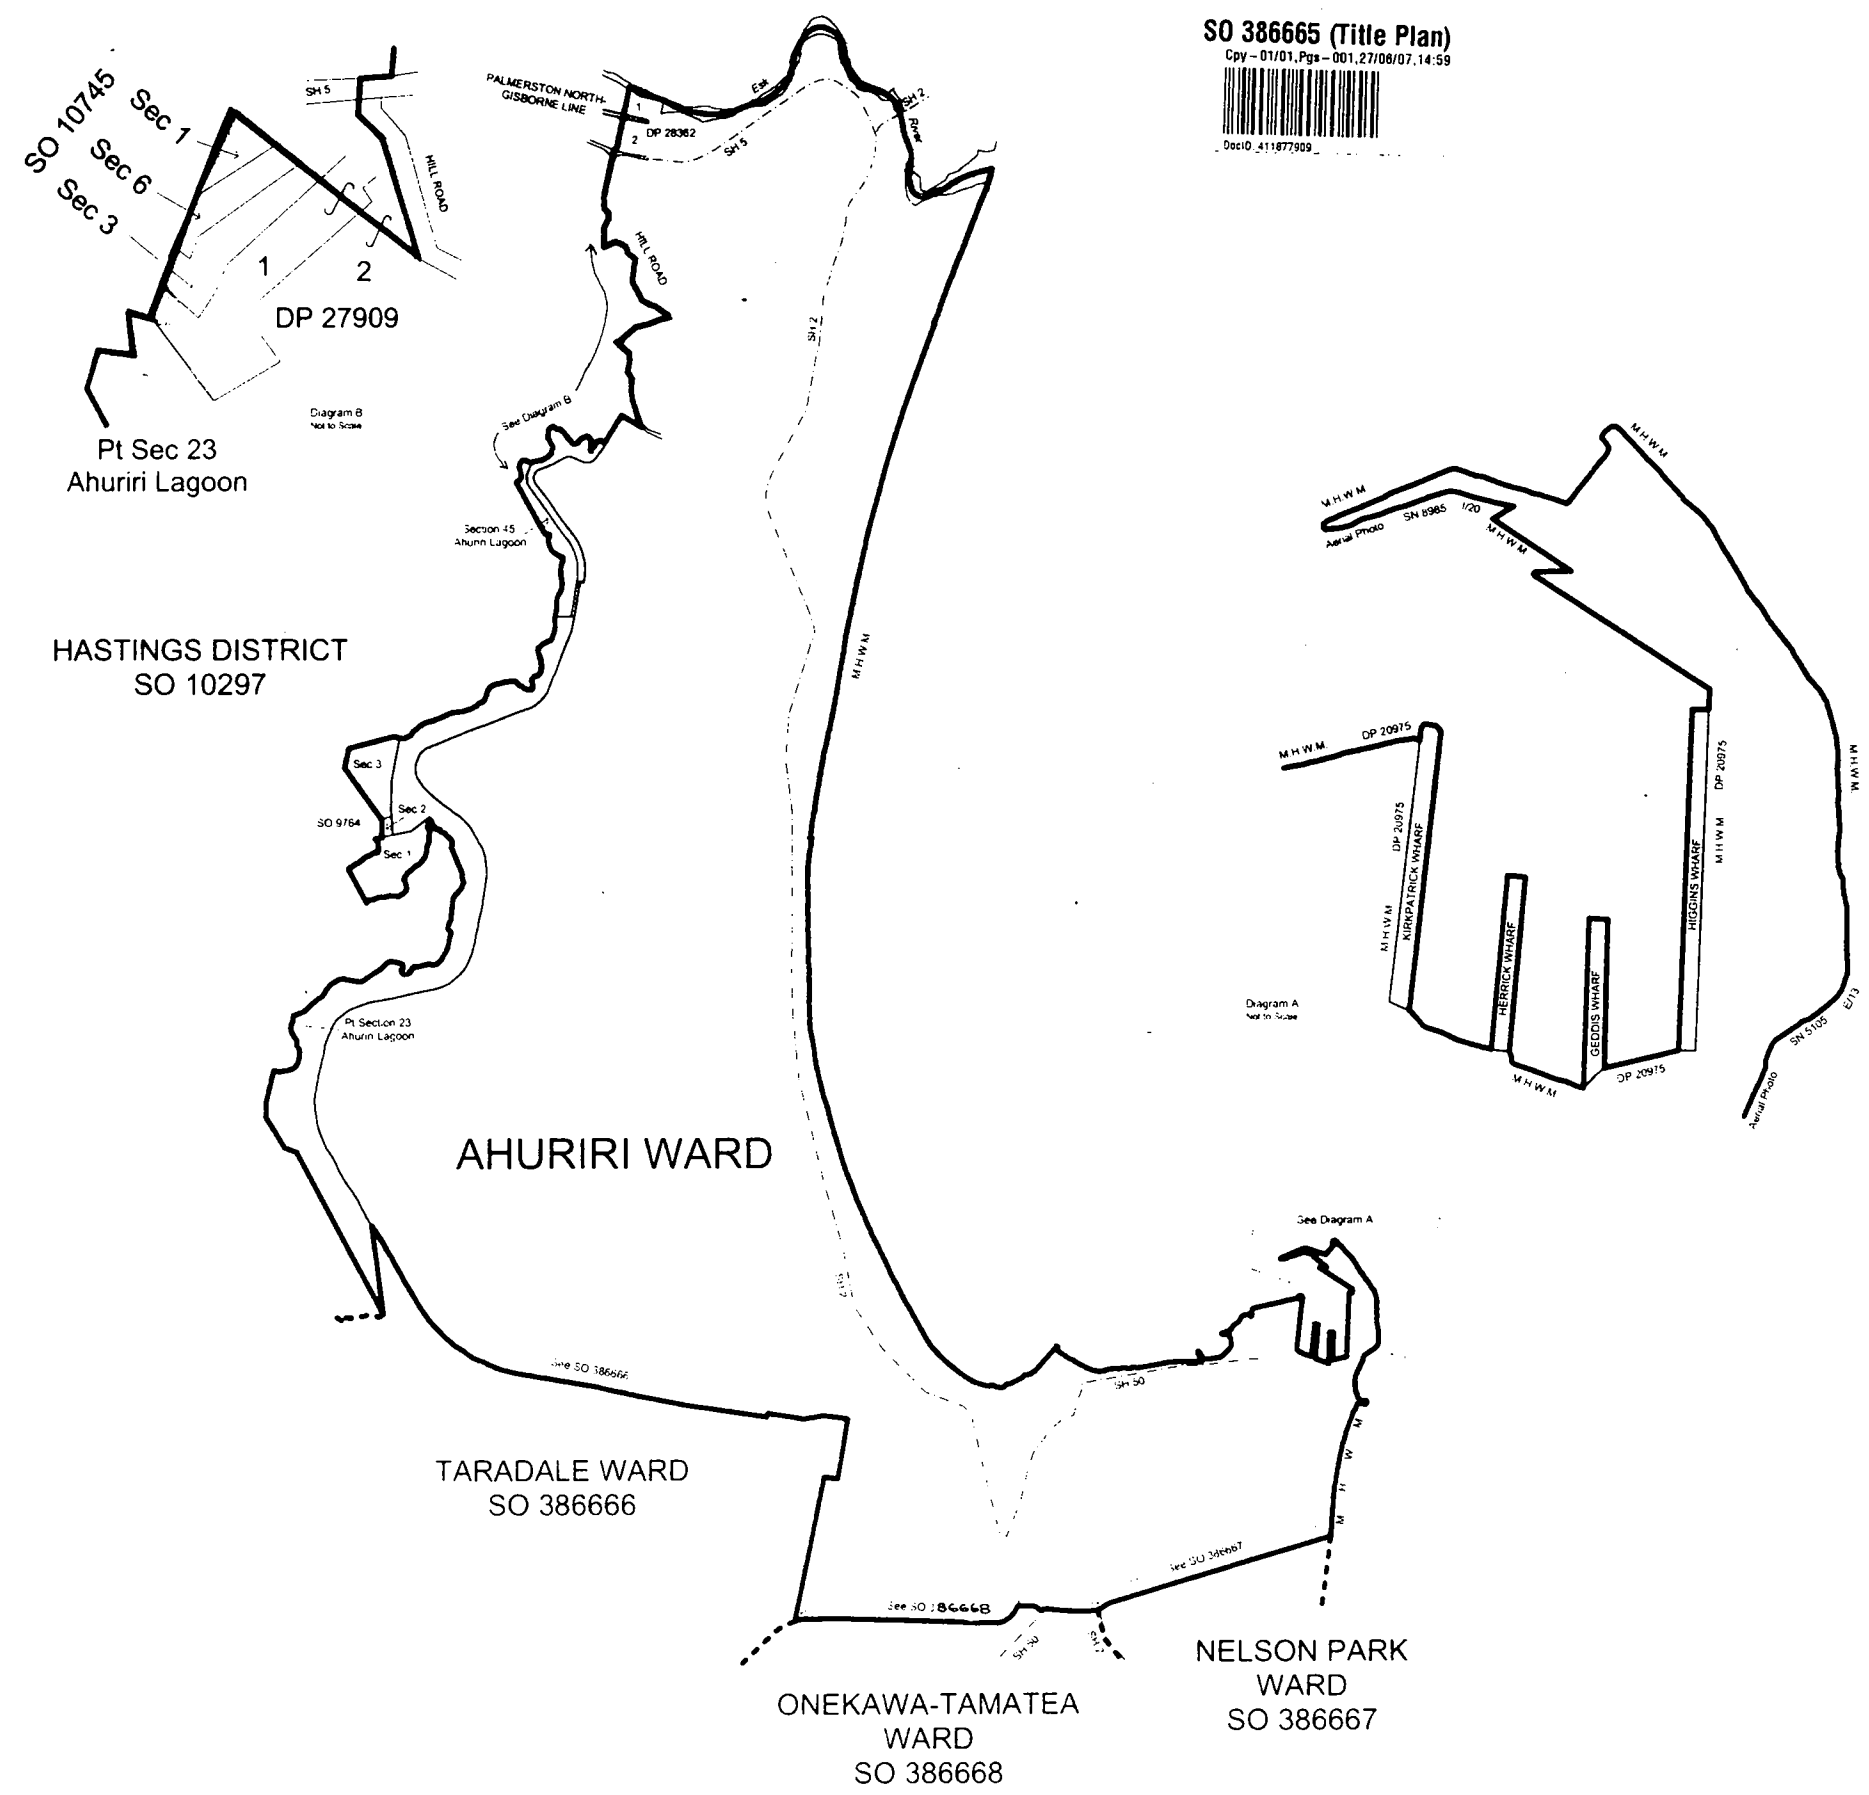 SO 386665 (Title Plan)
Cpy - 01/01,Pgs - 001,27/06/07,14:59
DocID 411877909
SO 10745
Sec 1
Sec 6
Sec 3
SH 5
HILL ROAD
1
2
DP 27909
Diagram B
Not to Scale
Pt Sec 23
Ahuriri Lagoon
PALMERSTON NORTH-
GISBORNE LINE
1
2
DP 28362
Esk
River
SH 2
SH 5
HILL ROAD
SH 2
See Diagram B
Section 45
Ahuriri Lagoon
HASTINGS DISTRICT
SO 10297
M H W M
Sec 3
Sec 2
SO 9764
Sec 1
Pt Section 23
Ahuriri Lagoon
AHURIRI WARD
M H W M
M H W M
Aerial Photo
SN 8985
1/20
M H W M
M.H.W.M.
DP 20975
DP 20975
M H W M
KIRKPATRICK WHARF
HERRICK WHARF
GEDDIS WHARF
HIGGINS WHARF
DP 20975
M H W M
M.H.W.M.
Diagram A
Not to Scale
M H W M
DP 20975
SN 5105
E/13
Aerial Photo
See Diagram A
SH 2
SH 50
M H W M
See SO 386666
TARADALE WARD
SO 386666
See SO 386667
See SO 386668
SH 50
SH 2
NELSON PARK
WARD
SO 386667
ONEKAWA-TAMATEA
WARD
SO 386668